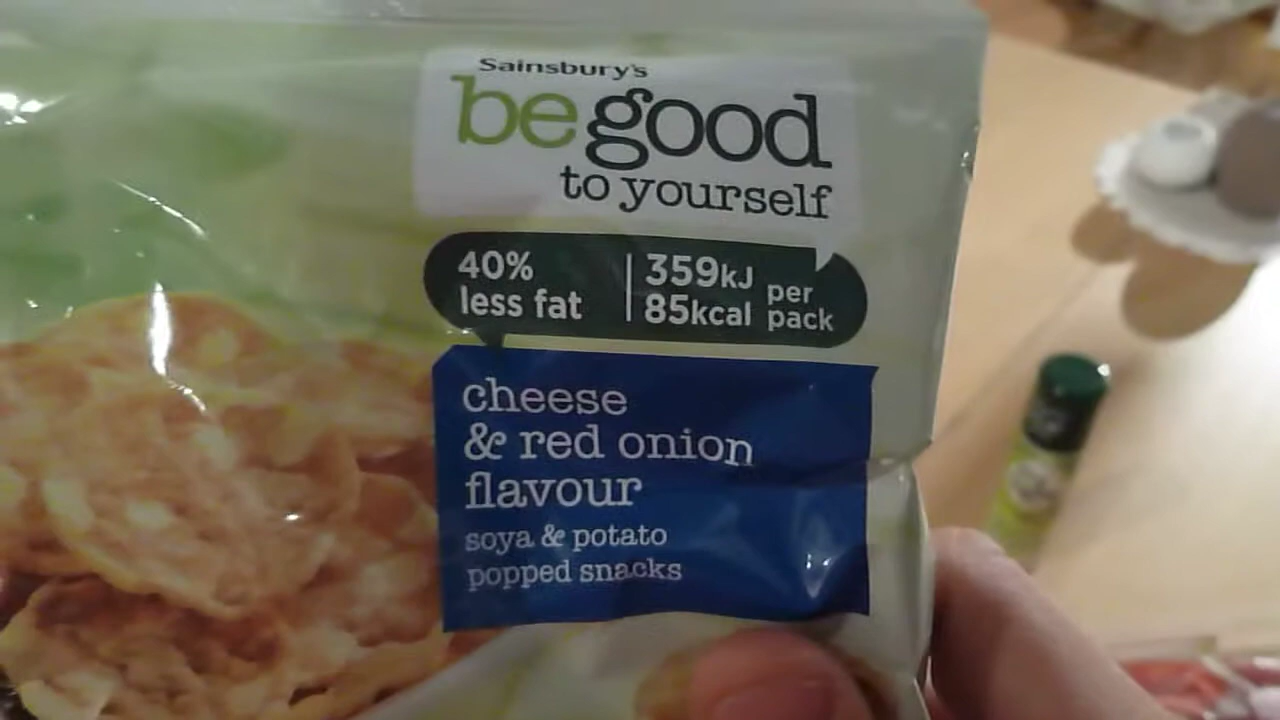 Sainsbury's
be good
to yourself
40%
less fat
359kJ
85kcal
per
pack
cheese
& red onion
flavour
soya & potato
popped snacks